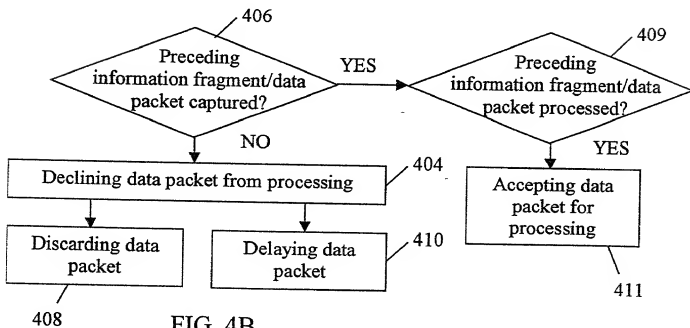 406
409
Preceding
information fragment/data
packet captured?
YES
Preceding
information fragment/data
packet processed?
NO
YES
Declining data packet from processing
404
Accepting data
packet for
processing
Discarding data
packet
Delaying data
packet
410
411
408
FIG. 4B